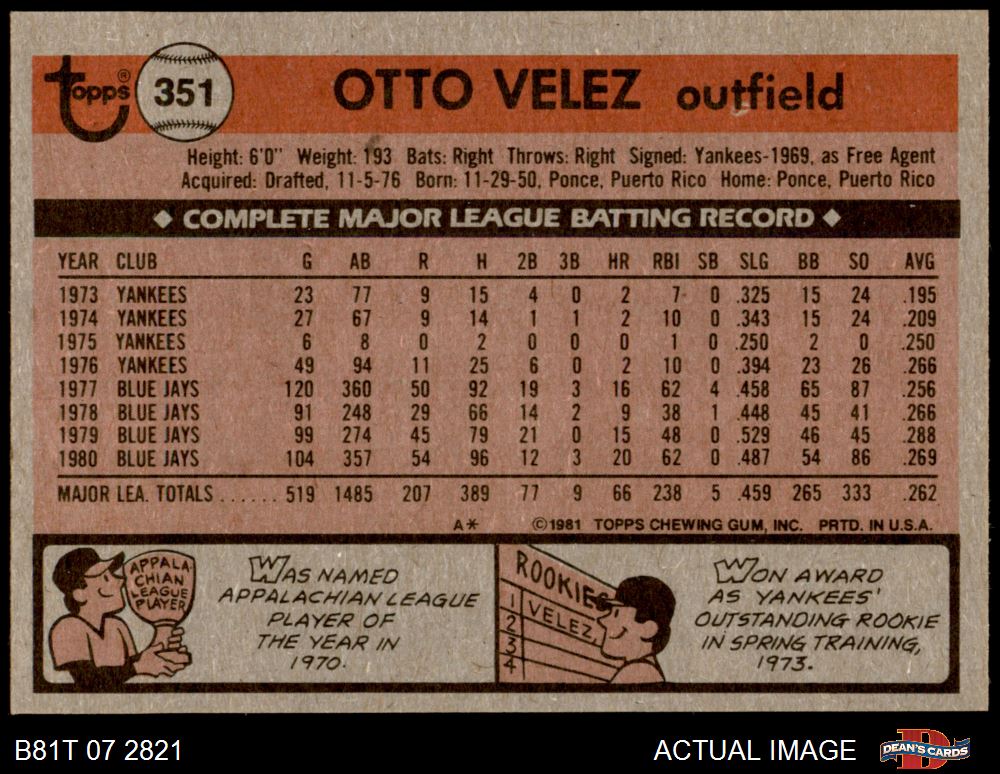 topps® 351 OTTO VELEZ outfield
Height: 6'0" Weight: 193 Bats: Right Throws: Right Signed: Yankees-1969, as Free Agent
Acquired: Drafted, 11-5-76 Born: 11-29-50, Ponce, Puerto Rico Home: Ponce, Puerto Rico
◆ COMPLETE MAJOR LEAGUE BATTING RECORD ◆
YEAR CLUB G AB R H 2B 3B HR RBI SB SLG BB SO AVG
1973 YANKEES 23 77 9 15 4 0 2 7 0 .325 15 24 .195
1974 YANKEES 27 67 9 14 1 1 2 10 0 .343 15 24 .209
1975 YANKEES 6 8 0 2 0 0 0 1 0 .250 2 0 .250
1976 YANKEES 49 94 11 25 6 0 2 10 0 .394 23 26 .266
1977 BLUE JAYS 120 360 50 92 19 3 16 62 4 .458 65 87 .256
1978 BLUE JAYS 91 248 29 66 14 2 9 38 1 .448 45 41 .266
1979 BLUE JAYS 99 274 45 79 21 0 15 48 0 .529 46 45 .288
1980 BLUE JAYS 104 357 54 96 12 3 20 62 0 .487 54 86 .269
MAJOR LEA. TOTALS ...... 519 1485 207 389 77 9 66 238 5 .459 265 333 .262
A* ©1981 TOPPS CHEWING GUM, INC. PRTD. IN U.S.A.
APPALA-
CHIAN
LEAGUE
PLAYER
WAS NAMED
APPALACHIAN LEAGUE
PLAYER OF
THE YEAR IN
1970.
ROOKIES
1 VELEZ
2
3
4
WON AWARD
AS YANKEES'
OUTSTANDING ROOKIE
IN SPRING TRAINING,
1973.
B81T 07 2821 ACTUAL IMAGE DEAN'S CARDS